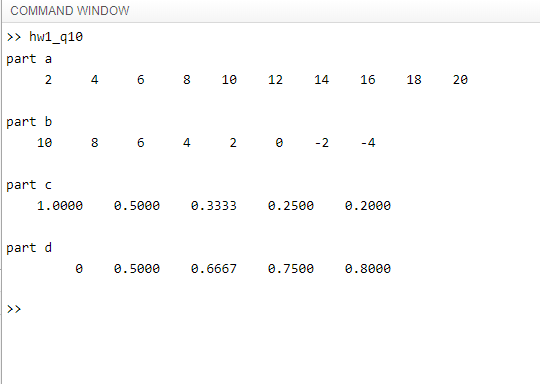 COMMAND WINDOW
>> hw1_q10
part a
2 4 6 8 10 12 14 16 18 20
part b
10 8 6 4 2 0 -2 -4
part c
1.0000 0.5000 0.3333 0.2500 0.2000
part d
0 0.5000 0.6667 0.7500 0.8000
>>